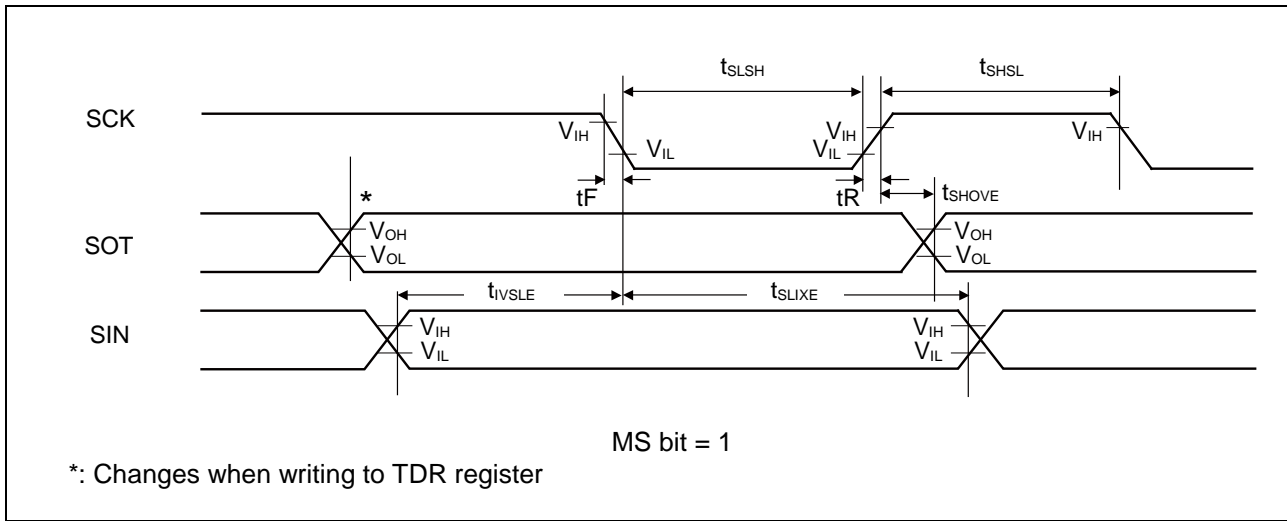 tSLSH
tSHSL
SCK
VIH
VIL
VIH
VIL
VIH
tF
tR
tSHOVE
*
SOT
VOH
VOL
VOH
VOL
tIVSLE
tSLIXE
SIN
VIH
VIL
VIH
VIL
MS bit = 1
*: Changes when writing to TDR register